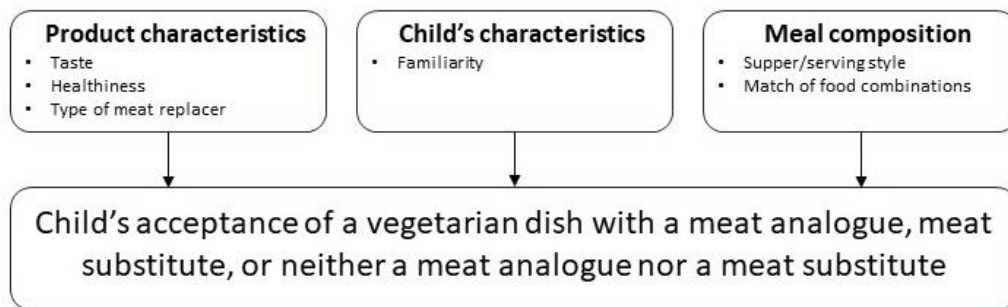 Product characteristics
• Taste
• Healthiness
• Type of meat replacer
Child's characteristics
• Familiarity
Meal composition
• Supper/serving style
• Match of food combinations
Child's acceptance of a vegetarian dish with a meat analogue, meat
substitute, or neither a meat analogue nor a meat substitute